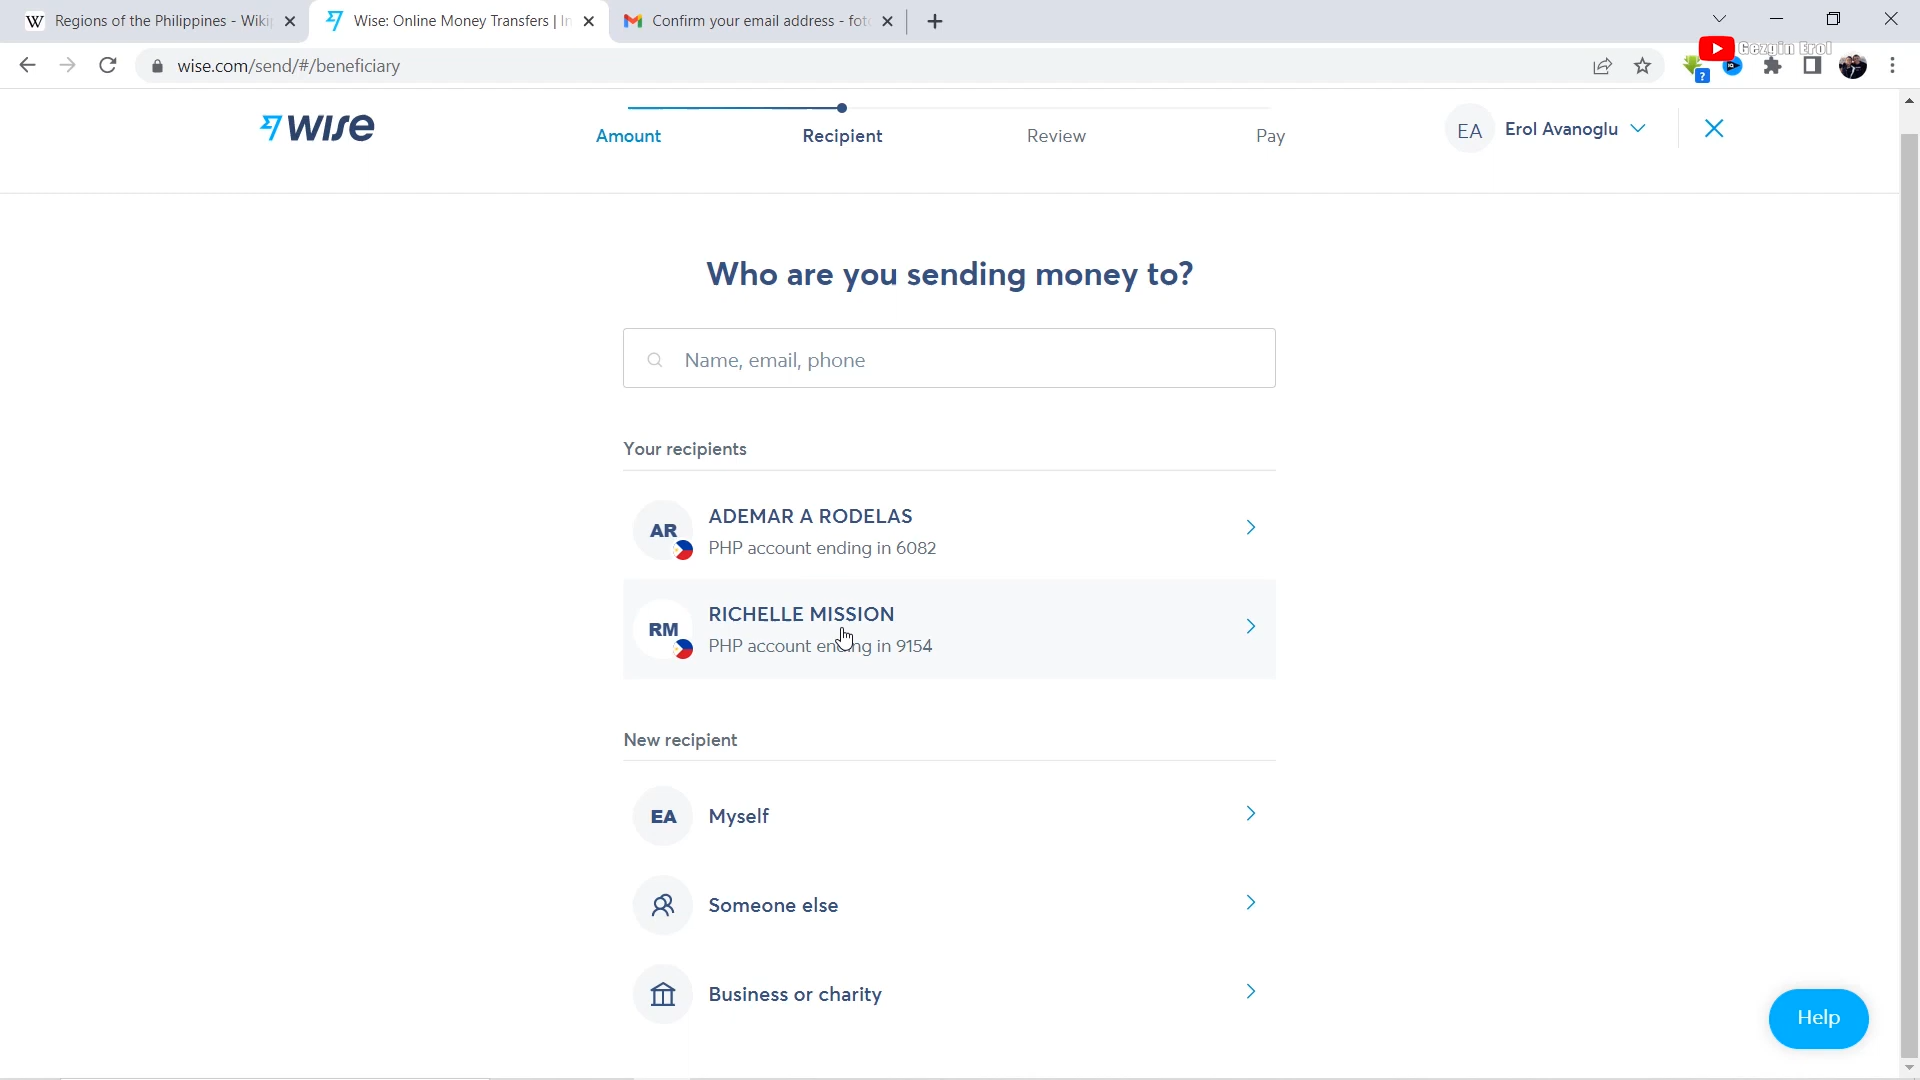 W Regions of the Philippines - Wiki
Wise: Online Money Transfers | In
Confirm your email address - foto
Gezgin Erol
wise.com/send/#/beneficiary
?
WISE
Amount
Recipient
Review
Pay
EA
Erol Avanoglu
Who are you sending money to?
Name, email, phone
Your recipients
AR
ADEMAR A RODELAS
PHP account ending in 6082
RM
RICHELLE MISSION
PHP account ending in 9154
New recipient
EA
Myself
Someone else
Business or charity
Help